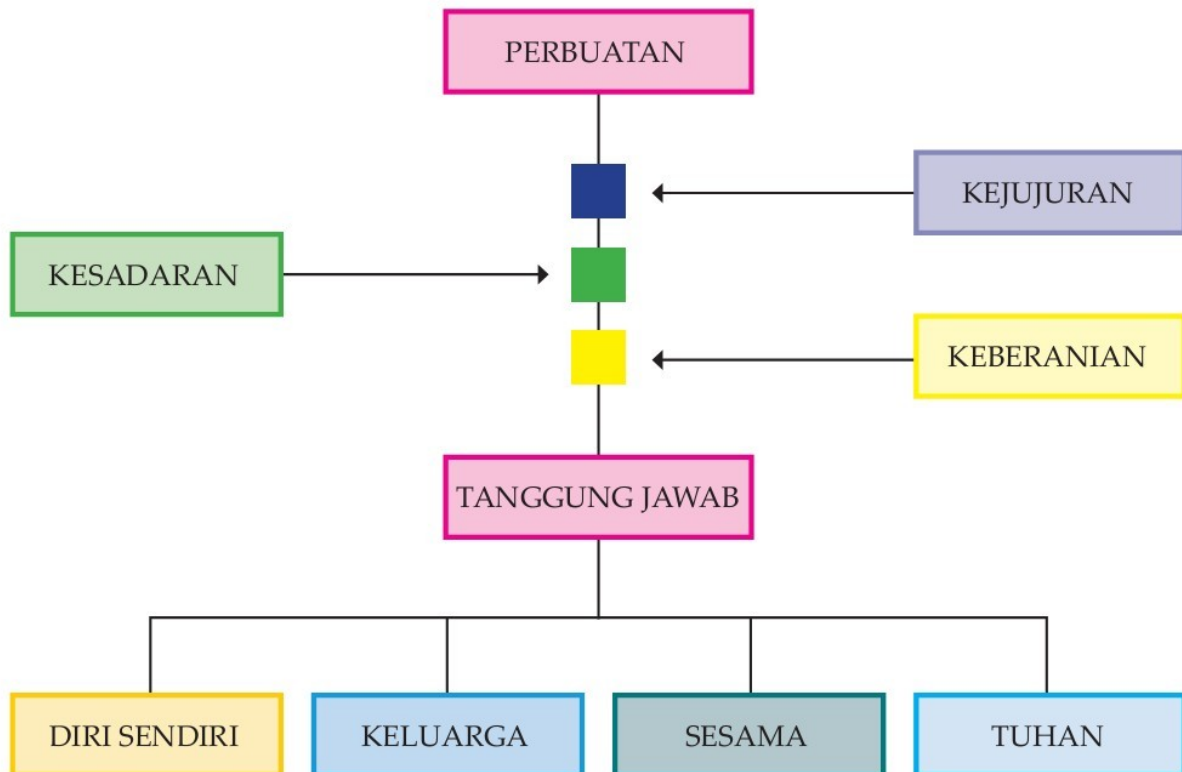 PERBUATAN
KEJUJURAN
KESADARAN
KEBERANIAN
TANGGUNG JAWAB
DIRI SENDIRI
KELUARGA
SESAMA
TUHAN